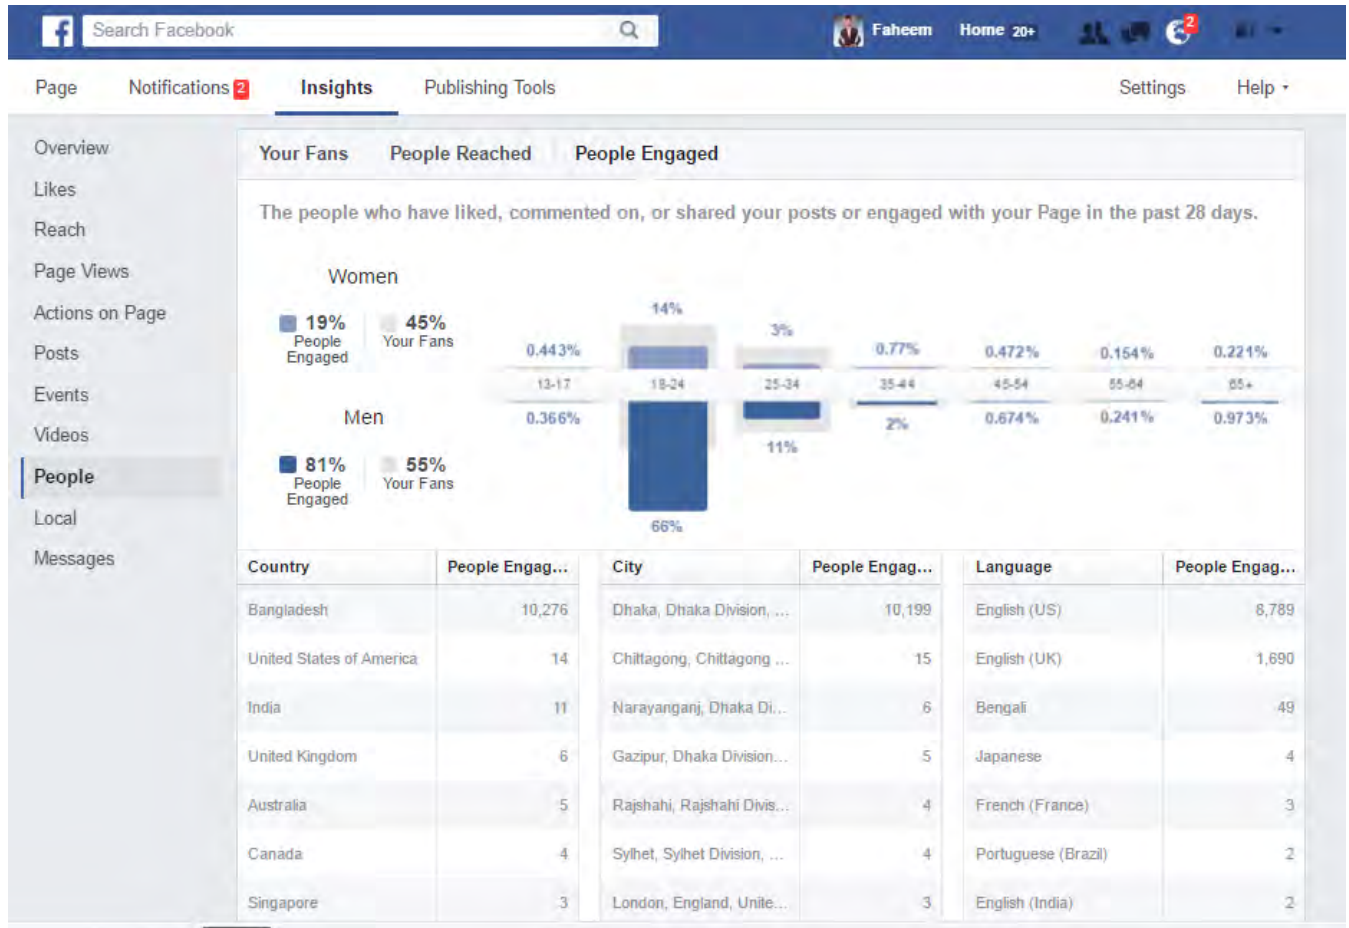 f Search Facebook Faheem Home 20+ 2
Page Notifications 2 Insights Publishing Tools Settings Help
Overview
Likes
Reach
Page Views
Actions on Page
Posts
Events
Videos
People
Local
Messages
Your Fans People Reached People Engaged
The people who have liked, commented on, or shared your posts or engaged with your Page in the past 28 days.
Women
19% People Engaged 45% Your Fans
0.443% 14% 3% 0.77% 0.472% 0.154% 0.221%
13-17 18-24 25-34 35-44 45-54 55-64 65+
Men
81% People Engaged 55% Your Fans
0.366% 66% 11% 2% 0.674% 0.241% 0.973%
Country People Engag... City People Engag... Language People Engag...
Bangladesh 10,276 Dhaka, Dhaka Division, ... 10,199 English (US) 8,789
United States of America 14 Chittagong, Chittagong ... 15 English (UK) 1,690
India 11 Narayanganj, Dhaka Di... 6 Bengali 49
United Kingdom 6 Gazipur, Dhaka Division... 5 Japanese 4
Australia 5 Rajshahi, Rajshahi Divis... 4 French (France) 3
Canada 4 Sylhet, Sylhet Division, ... 4 Portuguese (Brazil) 2
Singapore 3 London, England, Unite... 3 English (India) 2